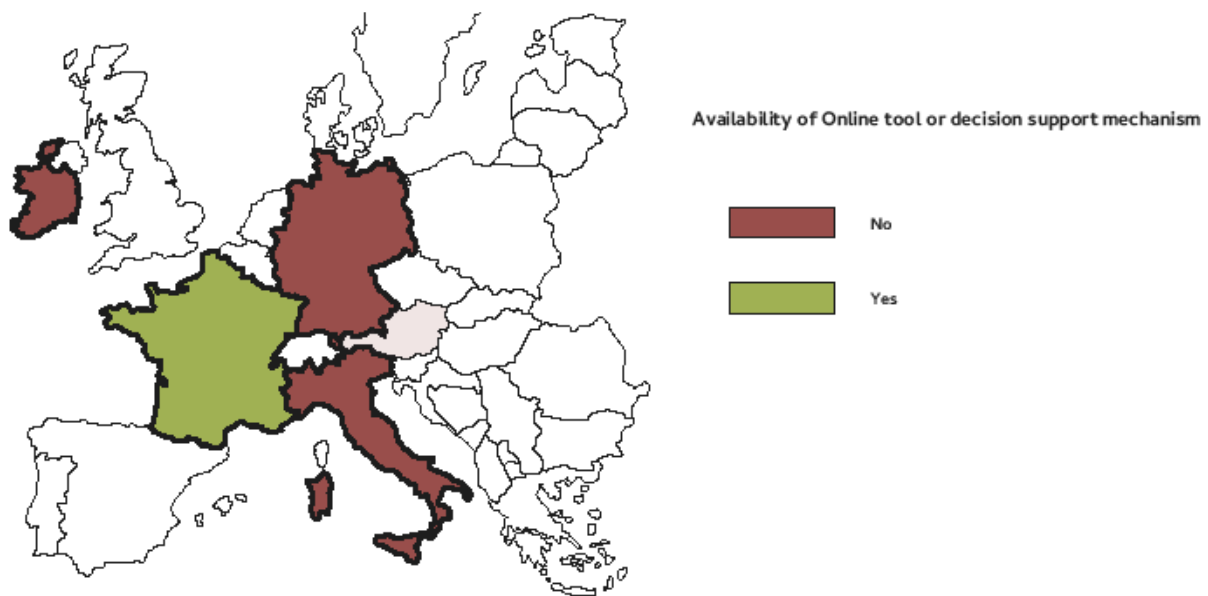 Availability of Online tool or decision support mechanism
No
Yes